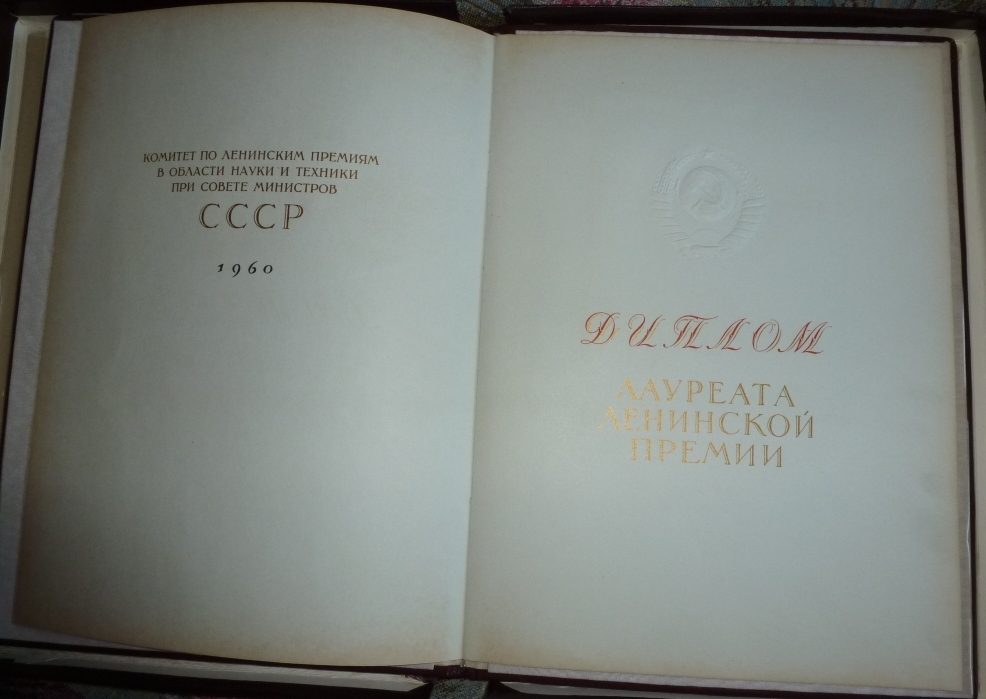 КОМИТЕТ ПО ЛЕНИНСКИМ ПРЕМИЯМ
В ОБЛАСТИ НАУКИ И ТЕХНИКИ
ПРИ СОВЕТЕ МИНИСТРОВ
СССР
1960
ДИПЛОМ
ЛАУРЕАТА
ЛЕНИНСКОЙ
ПРЕМИИ